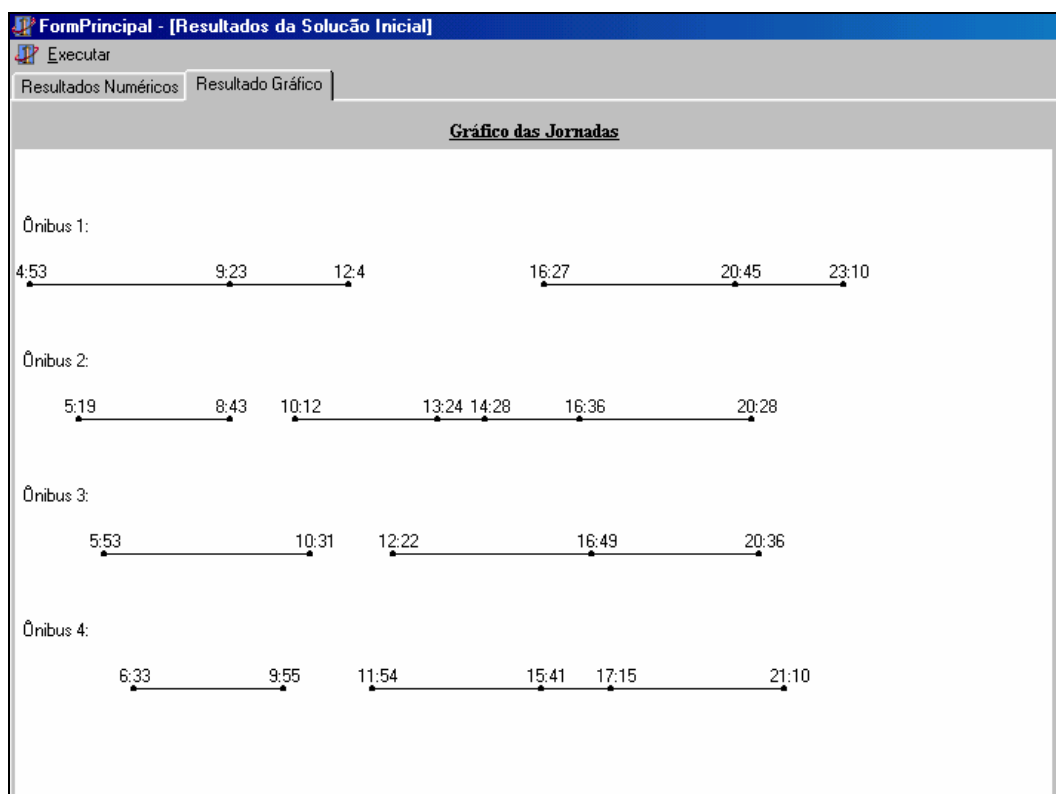 FormPrincipal - [Resultados da Solucão Inicial]
Executar
Resultados Numéricos Resultado Gráfico
Gráfico das Jornadas
Ônibus 1:
4:53 9:23 12:4 16:27 20:45 23:10
Ônibus 2:
5:19 8:43 10:12 13:24 14:28 16:36 20:28
Ônibus 3:
5:53 10:31 12:22 16:49 20:36
Ônibus 4:
6:33 9:55 11:54 15:41 17:15 21:10